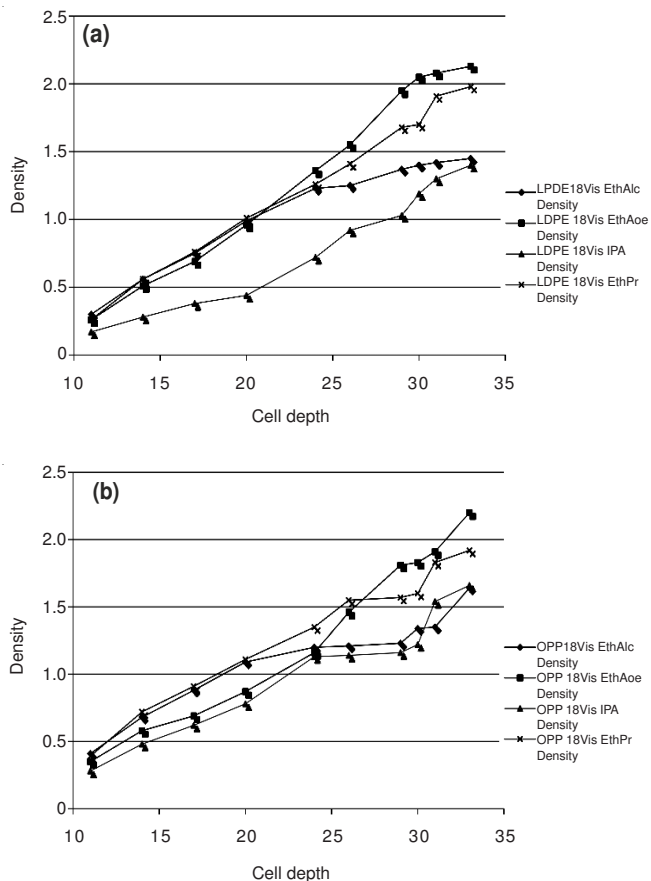 (a)
2.5
2.0
1.5
1.0
0.5
0
Density
10 15 20 25 30 35
Cell depth
LPDE18Vis EthAlc
Density
LDPE 18Vis EthAoe
Density
LDPE 18Vis IPA
Density
LDPE 18Vis EthPr
Density
(b)
2.5
2.0
1.5
1.0
0.5
0
Density
10 15 20 25 30 35
Cell depth
OPP18Vis EthAlc
Density
OPP 18Vis EthAoe
Density
OPP 18Vis IPA
Density
OPP 18Vis EthPr
Density